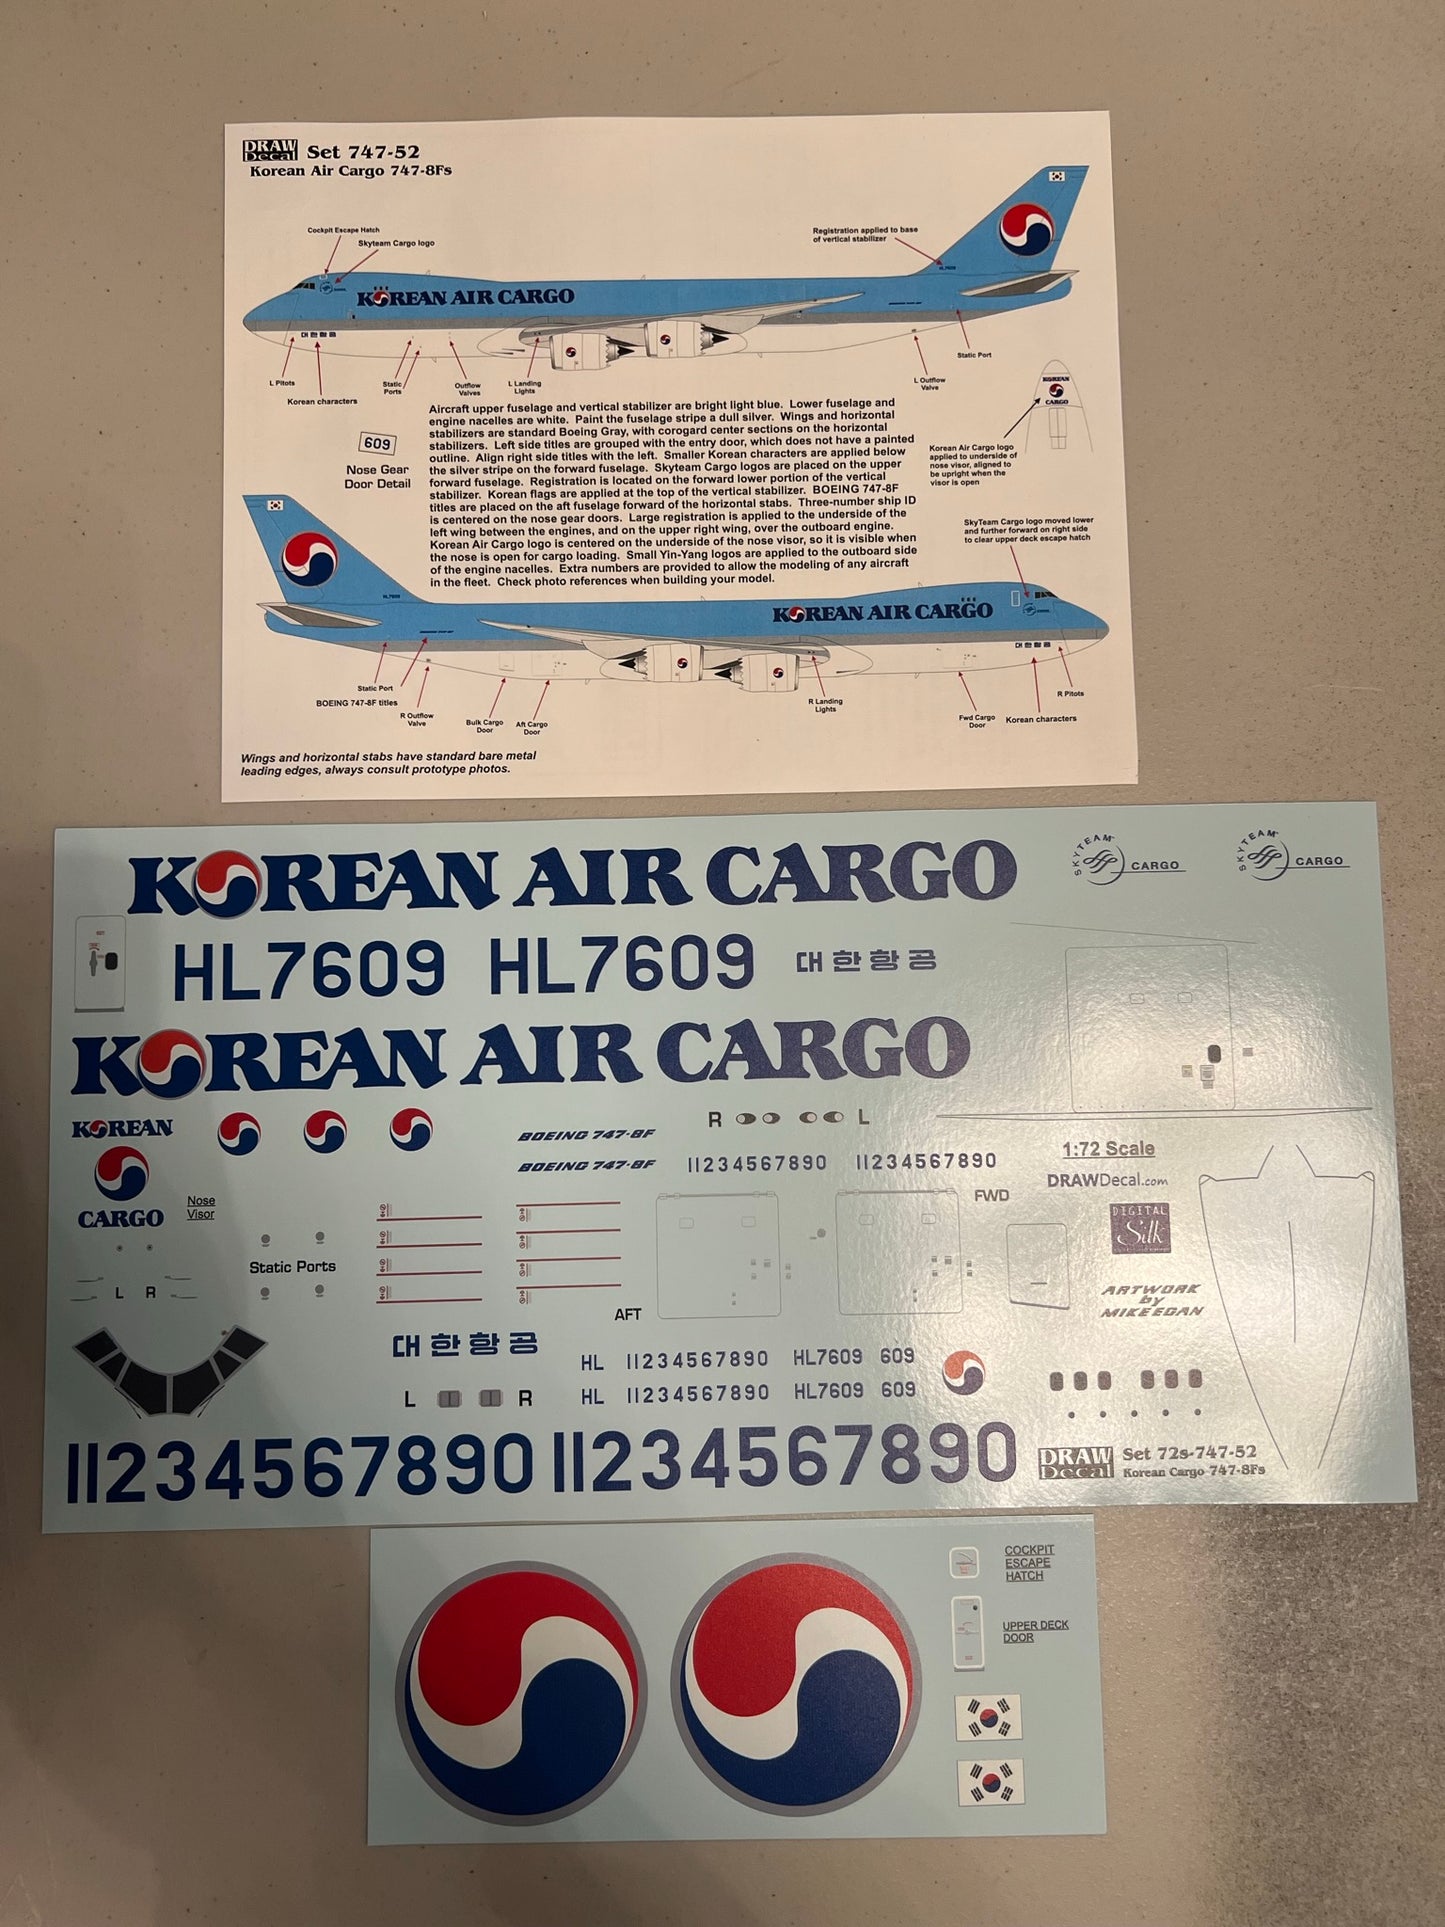 DRAW Decal Set 747-52
Korean Air Cargo 747-8Fs
Cockpit Escape Hatch
Skyteam Cargo logo
Registration applied to base
of vertical stabilizer
HL7609
KOREAN AIR CARGO
대한항공
L Pitots
Korean characters
Static
Ports
Outflow
Valves
L Landing
Lights
L Outflow
Valve
Static Port
KOREAN
CARGO
Korean Air Cargo logo
applied to underside of
nose visor, aligned to
be upright when the
visor is open
609
Nose Gear
Door Detail
Aircraft upper fuselage and vertical stabilizer are bright light blue. Lower fuselage and
engine nacelles are white. Paint the fuselage stripe a dull silver. Wings and horizontal
stabilizers are standard Boeing Gray, with corogard center sections on the horizontal
stabilizers. Left side titles are grouped with the entry door, which does not have a painted
outline. Align right side titles with the left. Smaller Korean characters are applied below
the silver stripe on the forward fuselage. Skyteam Cargo logos are placed on the upper
forward fuselage. Registration is located on the forward lower portion of the vertical
stabilizer. Korean flags are applied at the top of the vertical stabilizer. BOEING 747-8F
titles are placed on the aft fuselage forward of the horizontal stabs. Three-number ship ID
is centered on the nose gear doors. Large registration is applied to the underside of the
left wing between the engines, and on the upper right wing, over the outboard engine.
Korean Air Cargo logo is centered on the underside of the nose visor, so it is visible when
the nose is open for cargo loading. Small Yin-Yang logos are applied to the outboard side
of the engine nacelles. Extra numbers are provided to allow the modeling of any aircraft
in the fleet. Check photo references when building your model.
SkyTeam Cargo logo moved lower
and further forward on right side
to clear upper deck escape hatch
HL7609
KOREAN AIR CARGO
대한항공
Static Port
BOEING 747-8F titles
R Outflow
Valve
Bulk Cargo
Door
Aft Cargo
Door
R Landing
Lights
Fwd Cargo
Door
Korean characters
R Pitots
Wings and horizontal stabs have standard bare metal
leading edges, always consult prototype photos.
KOREAN AIR CARGO
SKYTEAM CARGO
SKYTEAM CARGO
HL7609 HL7609 대한항공
KOREAN AIR CARGO
KOREAN
CARGO
Nose
Visor
BOEING 747-8F
BOEING 747-8F
R L
11234567890 11234567890
1:72 Scale
DRAWDecal.com
FWD
DIGITAL
Silk
ARTWORK
by
MIKE EGAN
L R
Static Ports
AFT
대한항공
L R
HL 11234567890 HL7609 609
HL 11234567890 HL7609 609
11234567890 11234567890
DRAW Decal Set 72s-747-52
Korean Cargo 747-8Fs
COCKPIT
ESCAPE
HATCH
UPPER DECK
DOOR